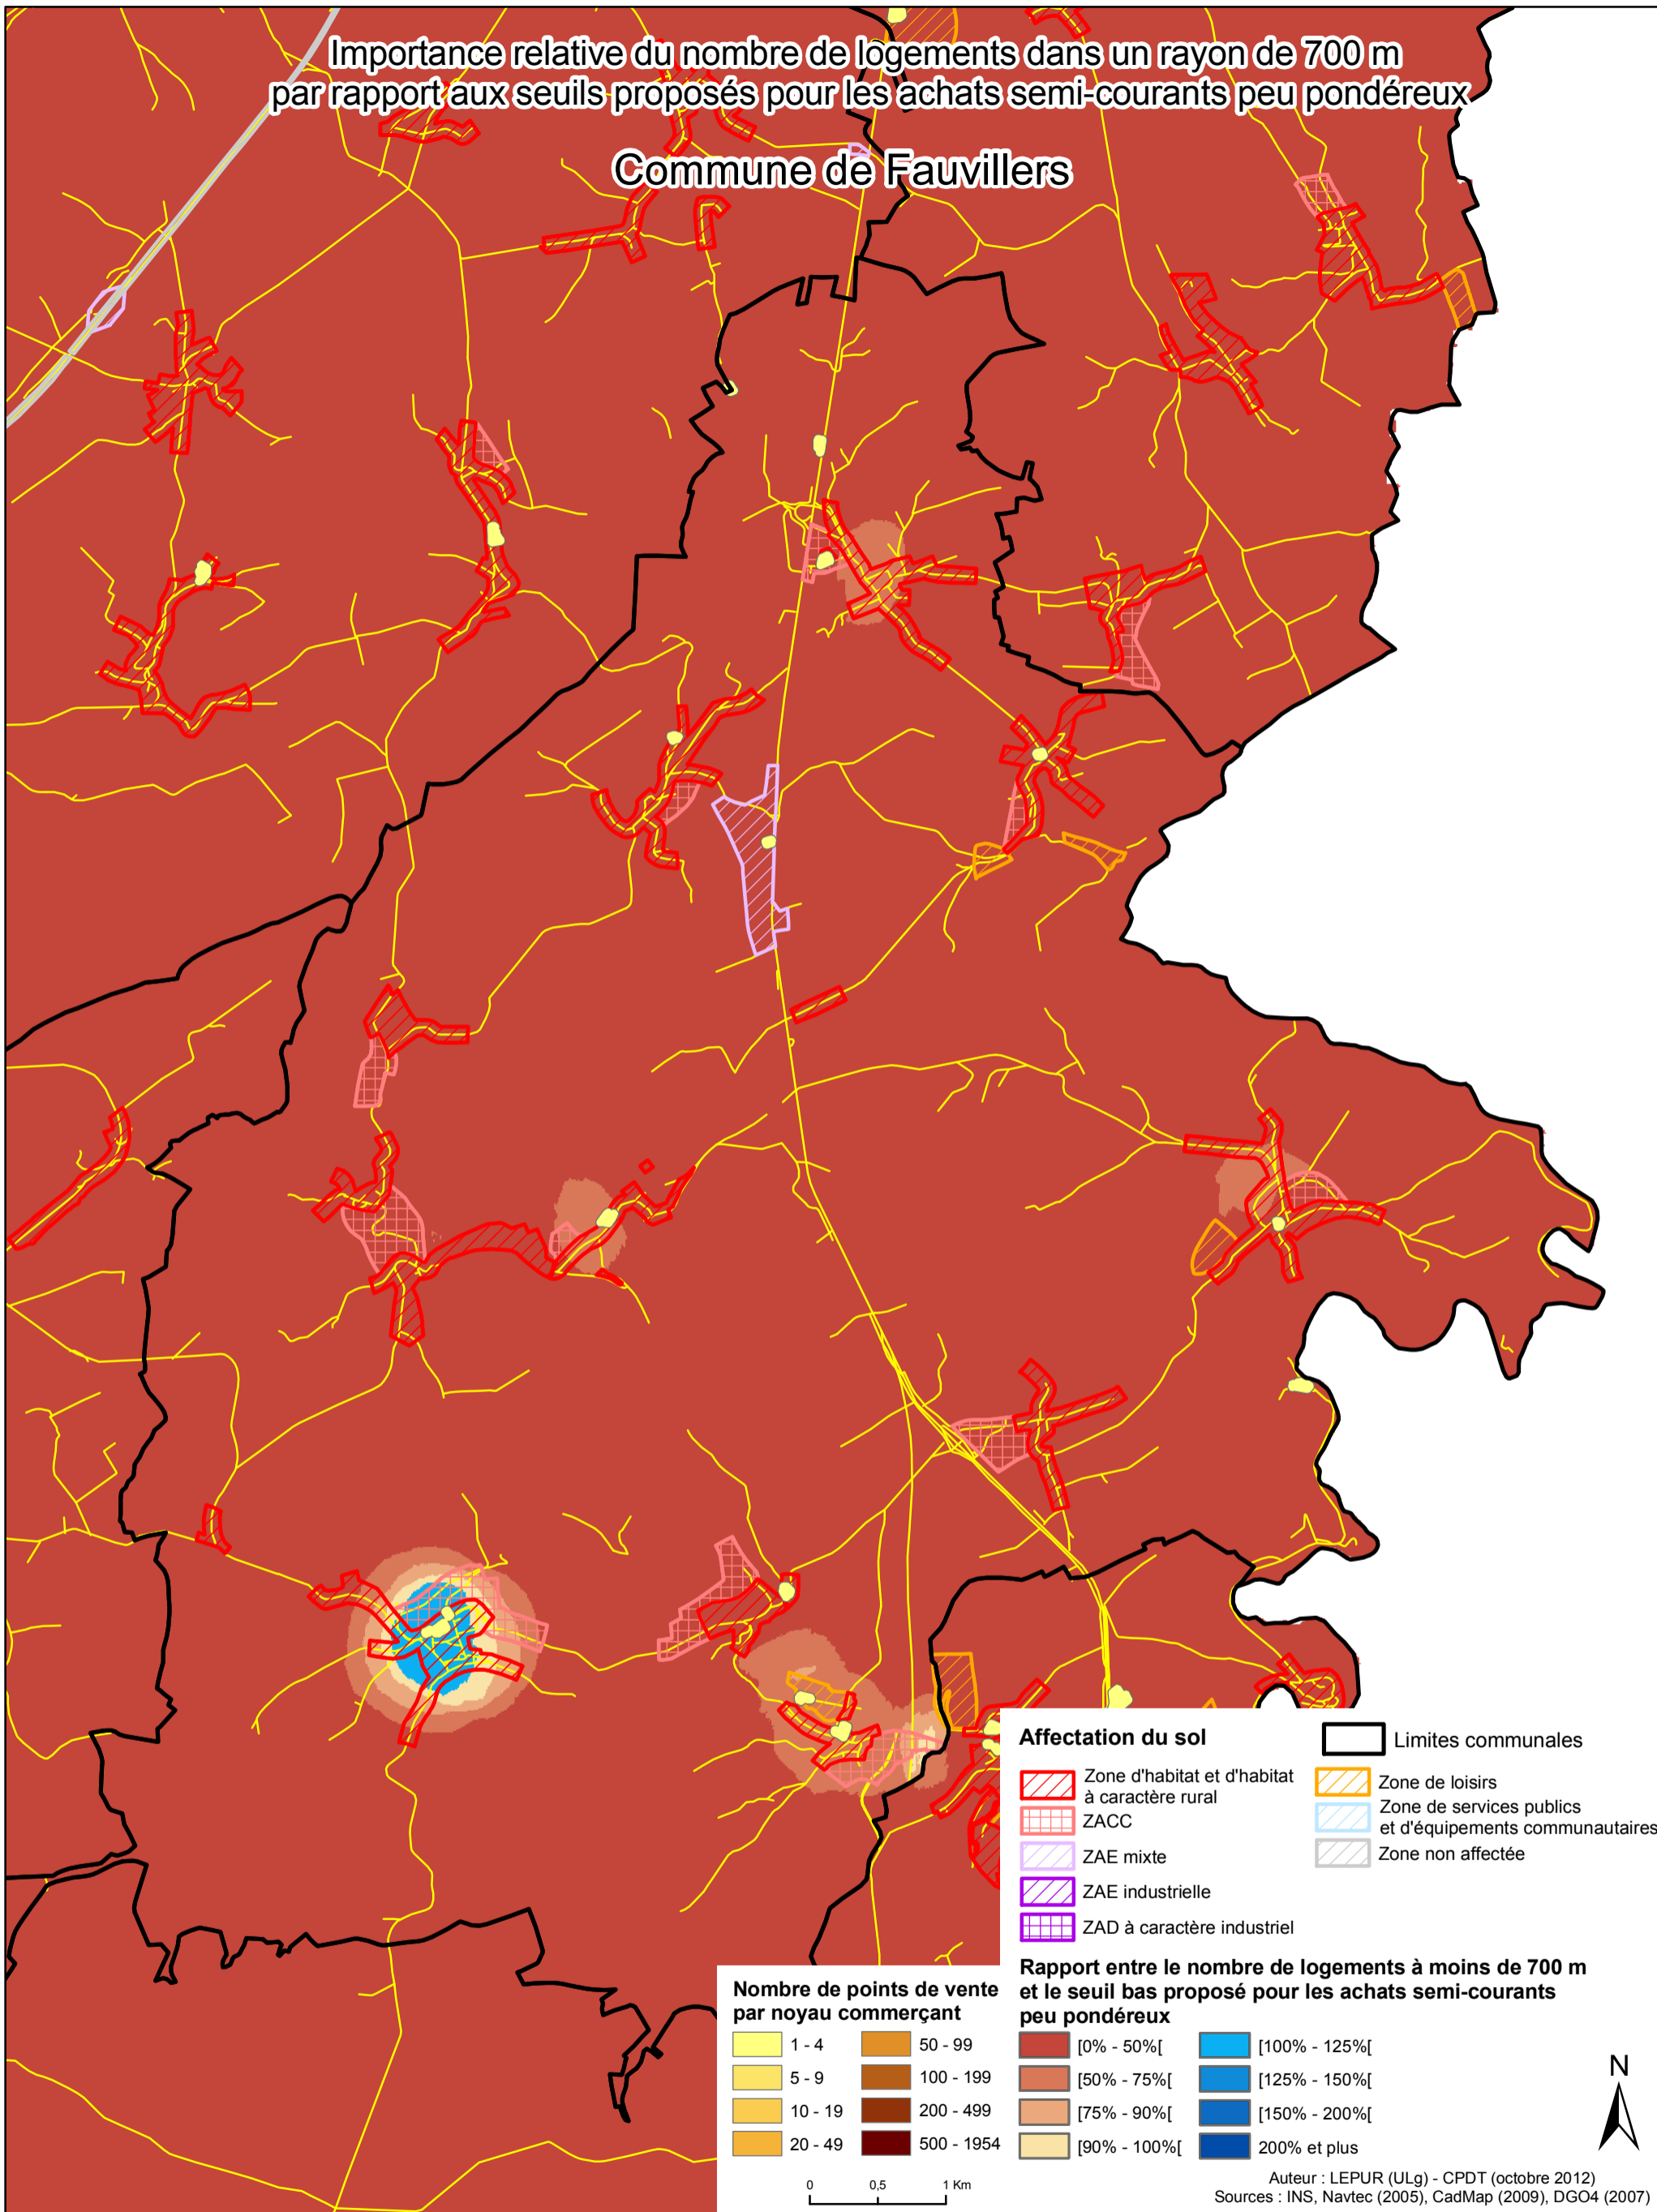 Importance relative du nombre de logements dans un rayon de 700 m
par rapport aux seuils proposés pour les achats semi-courants peu pondéreux
Commune de Fauvillers
Affectation du sol
Zone d'habitat et d'habitat
à caractère rural
ZACC
ZAE mixte
ZAE industrielle
ZAD à caractère industriel
Limites communales
Zone de loisirs
Zone de services publics
et d'équipements communautaires
Zone non affectée
Nombre de points de vente
par noyau commerçant
1 - 4
5 - 9
10 - 19
20 - 49
50 - 99
100 - 199
200 - 499
500 - 1954
Rapport entre le nombre de logements à moins de 700 m
et le seuil bas proposé pour les achats semi-courants
peu pondéreux
[0% - 50%[
[50% - 75%[
[75% - 90%[
[90% - 100%[
[100% - 125%[
[125% - 150%[
[150% - 200%[
200% et plus
N
0 0,5 1 Km
Auteur : LEPUR (ULg) - CPDT (octobre 2012)
Sources : INS, Navtec (2005), CadMap (2009), DGO4 (2007)